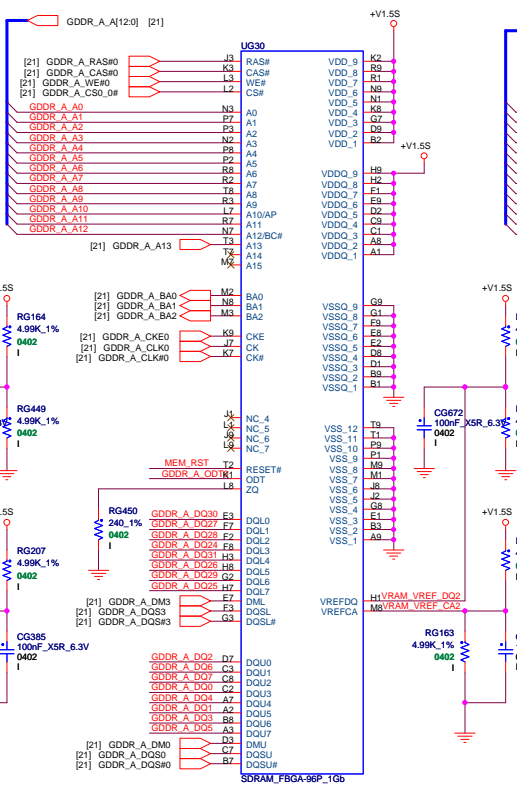 GDDR_A_A[12:0] [21]
+V1.5S
UG30
[21] GDDR_A_RAS#0 J3 RAS# VDD_9 K2
[21] GDDR_A_CAS#0 K3 CAS# VDD_8 R9
[21] GDDR_A_WE#0 L3 WE# VDD_7 R1
[21] GDDR_A_CS0_0# L2 CS# VDD_6 N9
VDD_5 N1
GDDR_A_A0 N3 A0 VDD_4 K8
GDDR_A_A1 P7 A1 VDD_3 G7
GDDR_A_A2 P3 A2 VDD_2 D9
GDDR_A_A3 N2 A3 VDD_1 B2
+V1.5S
GDDR_A_A4 P8 A4
GDDR_A_A5 P2 A5
GDDR_A_A6 R8 A6 VDDQ_9 H9
GDDR_A_A7 R2 A7 VDDQ_8 H2
GDDR_A_A8 T8 A8 VDDQ_7 F1
GDDR_A_A9 R3 A9 VDDQ_6 E9
GDDR_A_A10 L7 A10/AP VDDQ_5 D2
GDDR_A_A11 R7 A11 VDDQ_4 C9
GDDR_A_A12 N7 A12/BC# VDDQ_3 C1
[21] GDDR_A_A13 T3 A13 VDDQ_2 A8
T7 A14 VDDQ_1 A1
M7 A15
[21] GDDR_A_BA0 M2 BA0
[21] GDDR_A_BA1 N8 BA1 VSSQ_9 G9
[21] GDDR_A_BA2 M3 BA2 VSSQ_8 G1
VSSQ_7 F9
[21] GDDR_A_CKE0 K9 CKE VSSQ_6 E8
[21] GDDR_A_CLK0 J7 CK VSSQ_5 E2
[21] GDDR_A_CLK#0 K7 CK# VSSQ_4 D8
VSSQ_3 D1
VSSQ_2 B9
VSSQ_1 B1
.5S
RG164
4.99K_1%
0402
I
+V1.5S
RG449
4.99K_1%
0402
I
CG672
100nF_X5R_6.3V
0402
I
J1 NC_4
L1 NC_5 VSS_12 T9
J9 NC_6 VSS_11 T1
L9 NC_7 VSS_10 P9
VSS_9 P1
MEM_RST T2 RESET# VSS_8 M9
GDDR_A_ODTK K1 ODT VSS_7 M1
L8 ZQ VSS_6 J8
VSS_5 J2
VSS_4 G8
VSS_3 E1
VSS_2 B3
VSS_1 A9
.5S
RG450
240_1%
0402
I
+V1.5S
RG207
4.99K_1%
0402
I
GDDR_A_DQ30 E3 DQL0
GDDR_A_DQ27 F7 DQL1
GDDR_A_DQ28 F2 DQL2
GDDR_A_DQ24 F8 DQL3
GDDR_A_DQ31 H3 DQL4
GDDR_A_DQ26 H8 DQL5
GDDR_A_DQ29 G2 DQL6
GDDR_A_DQ25 H7 DQL7
[21] GDDR_A_DM3 E7 DML VREFDQ H1 VRAM_VREF_DQ2
[21] GDDR_A_DQS3 F3 DQSL VREFCA M8 VRAM_VREF_CA2
[21] GDDR_A_DQS#3 G3 DQSL#
CG385
100nF_X5R_6.3V
0402
I
RG163
4.99K_1%
0402
I
GDDR_A_DQ2 D7 DQU0
GDDR_A_DQ6 C3 DQU1
GDDR_A_DQ7 C8 DQU2
GDDR_A_DQ0 C2 DQU3
GDDR_A_DQ4 A7 DQU4
GDDR_A_DQ1 A2 DQU5
GDDR_A_DQ3 B8 DQU6
GDDR_A_DQ5 A3 DQU7
[21] GDDR_A_DM0 D3 DMU
[21] GDDR_A_DQS0 C7 DQSU
[21] GDDR_A_DQS#0 B7 DQSU#
SDRAM_FBGA-96P_1Gb